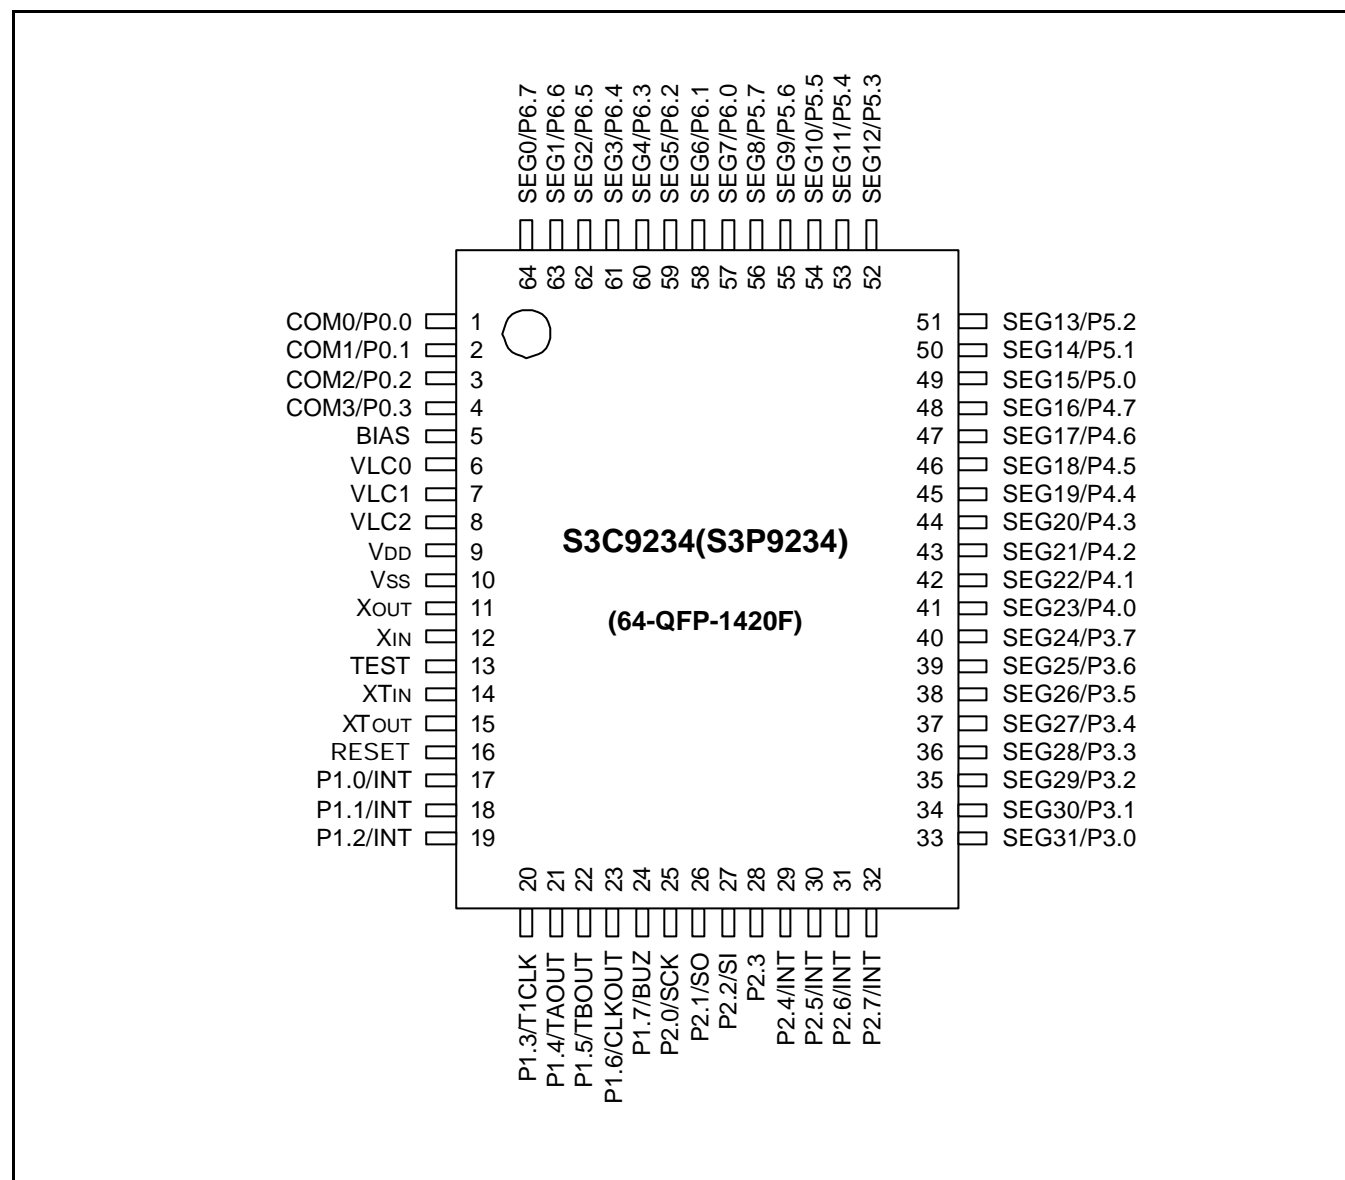 SEG0/P6.7
SEG1/P6.6
SEG2/P6.5
SEG3/P6.4
SEG4/P6.3
SEG5/P6.2
SEG6/P6.1
SEG7/P6.0
SEG8/P5.7
SEG9/P5.6
SEG10/P5.5
SEG11/P5.4
SEG12/P5.3
64 63 62 61 60 59 58 57 56 55 54 53 52
COM0/P0.0 1
COM1/P0.1 2
COM2/P0.2 3
COM3/P0.3 4
BIAS 5
VLC0 6
VLC1 7
VLC2 8
VDD 9
VSS 10
XOUT 11
XIN 12
TEST 13
XTIN 14
XTOUT 15
RESET 16
P1.0/INT 17
P1.1/INT 18
P1.2/INT 19
S3C9234(S3P9234)
(64-QFP-1420F)
51 SEG13/P5.2
50 SEG14/P5.1
49 SEG15/P5.0
48 SEG16/P4.7
47 SEG17/P4.6
46 SEG18/P4.5
45 SEG19/P4.4
44 SEG20/P4.3
43 SEG21/P4.2
42 SEG22/P4.1
41 SEG23/P4.0
40 SEG24/P3.7
39 SEG25/P3.6
38 SEG26/P3.5
37 SEG27/P3.4
36 SEG28/P3.3
35 SEG29/P3.2
34 SEG30/P3.1
33 SEG31/P3.0
20 21 22 23 24 25 26 27 28 29 30 31 32
P1.3/T1CLK
P1.4/TAOUT
P1.5/TBOUT
P1.6/CLKOUT
P1.7/BUZ
P2.0/SCK
P2.1/SO
P2.2/SI
P2.3
P2.4/INT
P2.5/INT
P2.6/INT
P2.7/INT